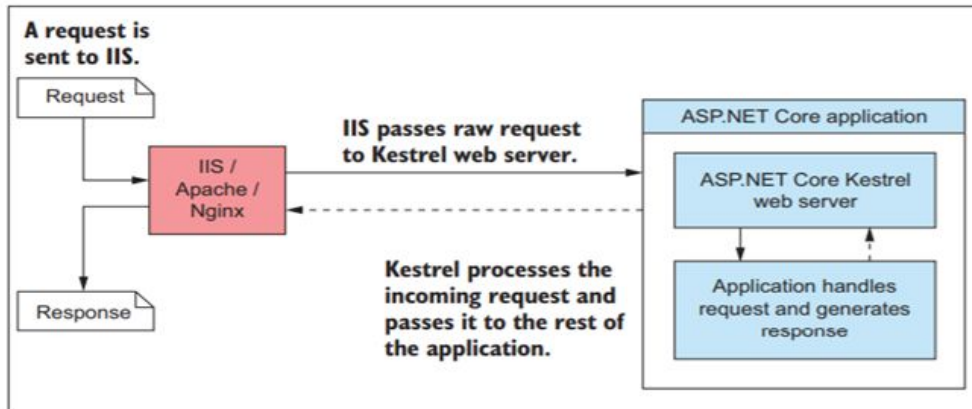 A request is
sent to IIS.
Request
IIS passes raw request
to Kestrel web server.
IIS /
Apache /
Nginx
Response
Kestrel processes the
incoming request and
passes it to the rest of
the application.
ASP.NET Core application
ASP.NET Core Kestrel
web server
Application handles
request and generates
response